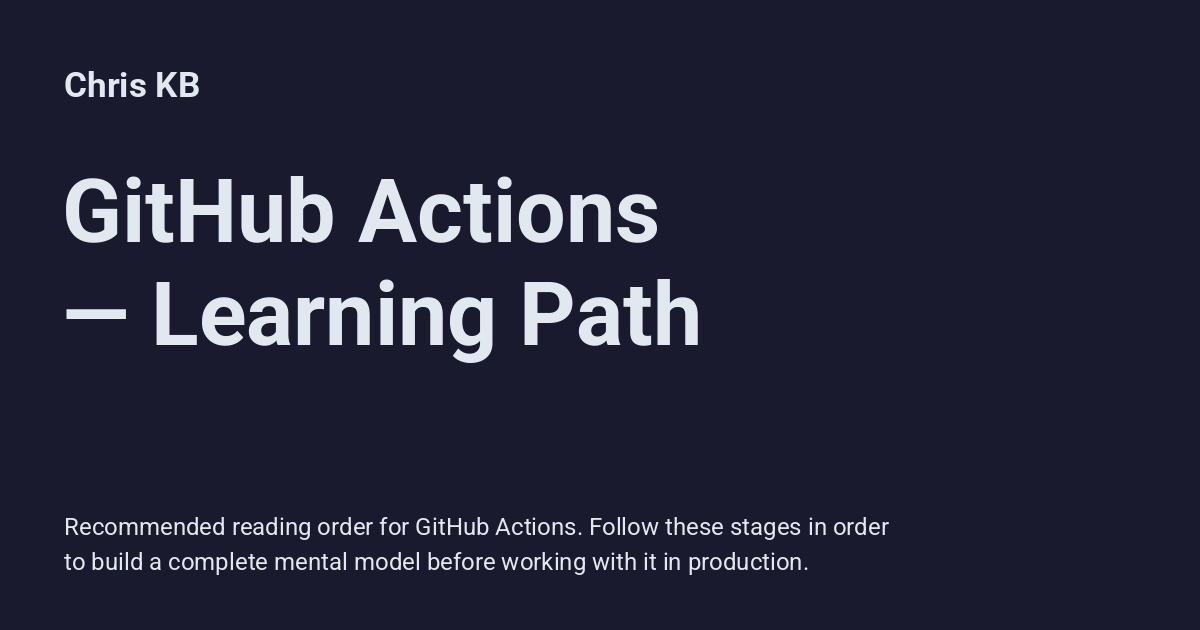 Chris KB
GitHub Actions
— Learning Path
Recommended reading order for GitHub Actions. Follow these stages in order
to build a complete mental model before working with it in production.